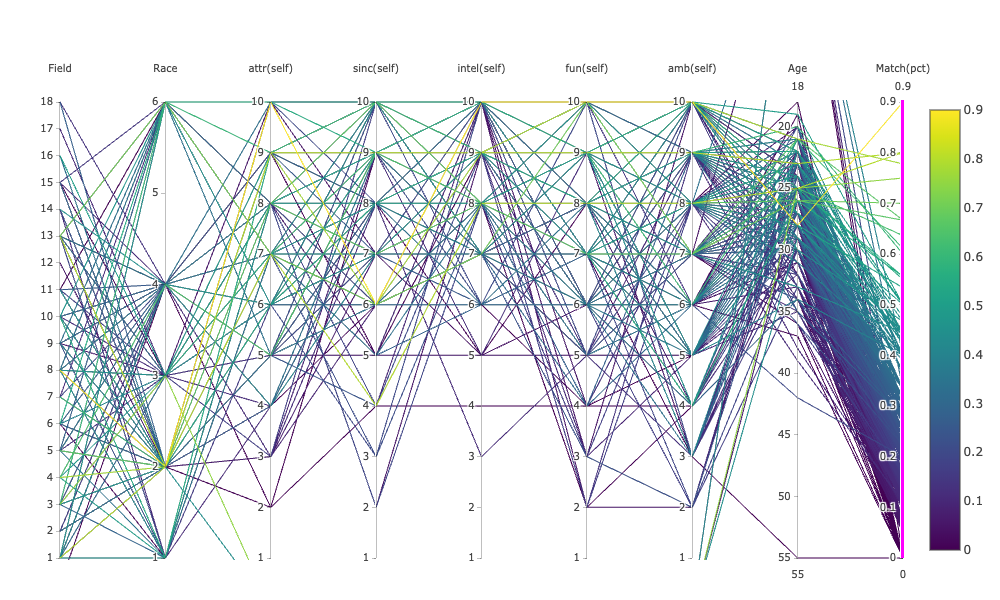 Field Race attr(self) sinc(self) intel(self) fun(self) amb(self) Age Match(pct)
18 0.9
18 6 10 10 10 10 10 0.9 0.9
17 20
16 9 9 9 9 9 0.8 0.8
15 5 25
14 8 8 8 8 8 0.7 0.7
13
12 7 7 7 7 7 30 0.6 0.6
11 4
10 6 6 6 6 6 35 0.5 0.5
9
8 3 5 5 5 5 5 40 0.4 0.4
7
6 4 4 4 4 4 45 0.3 0.3
5 2 3 3 3 3 3 0.2 0.2
4
3 2 2 2 2 2 50 0.1 0.1
2
1 1 1 1 1 1 1 55 0 0
55 0